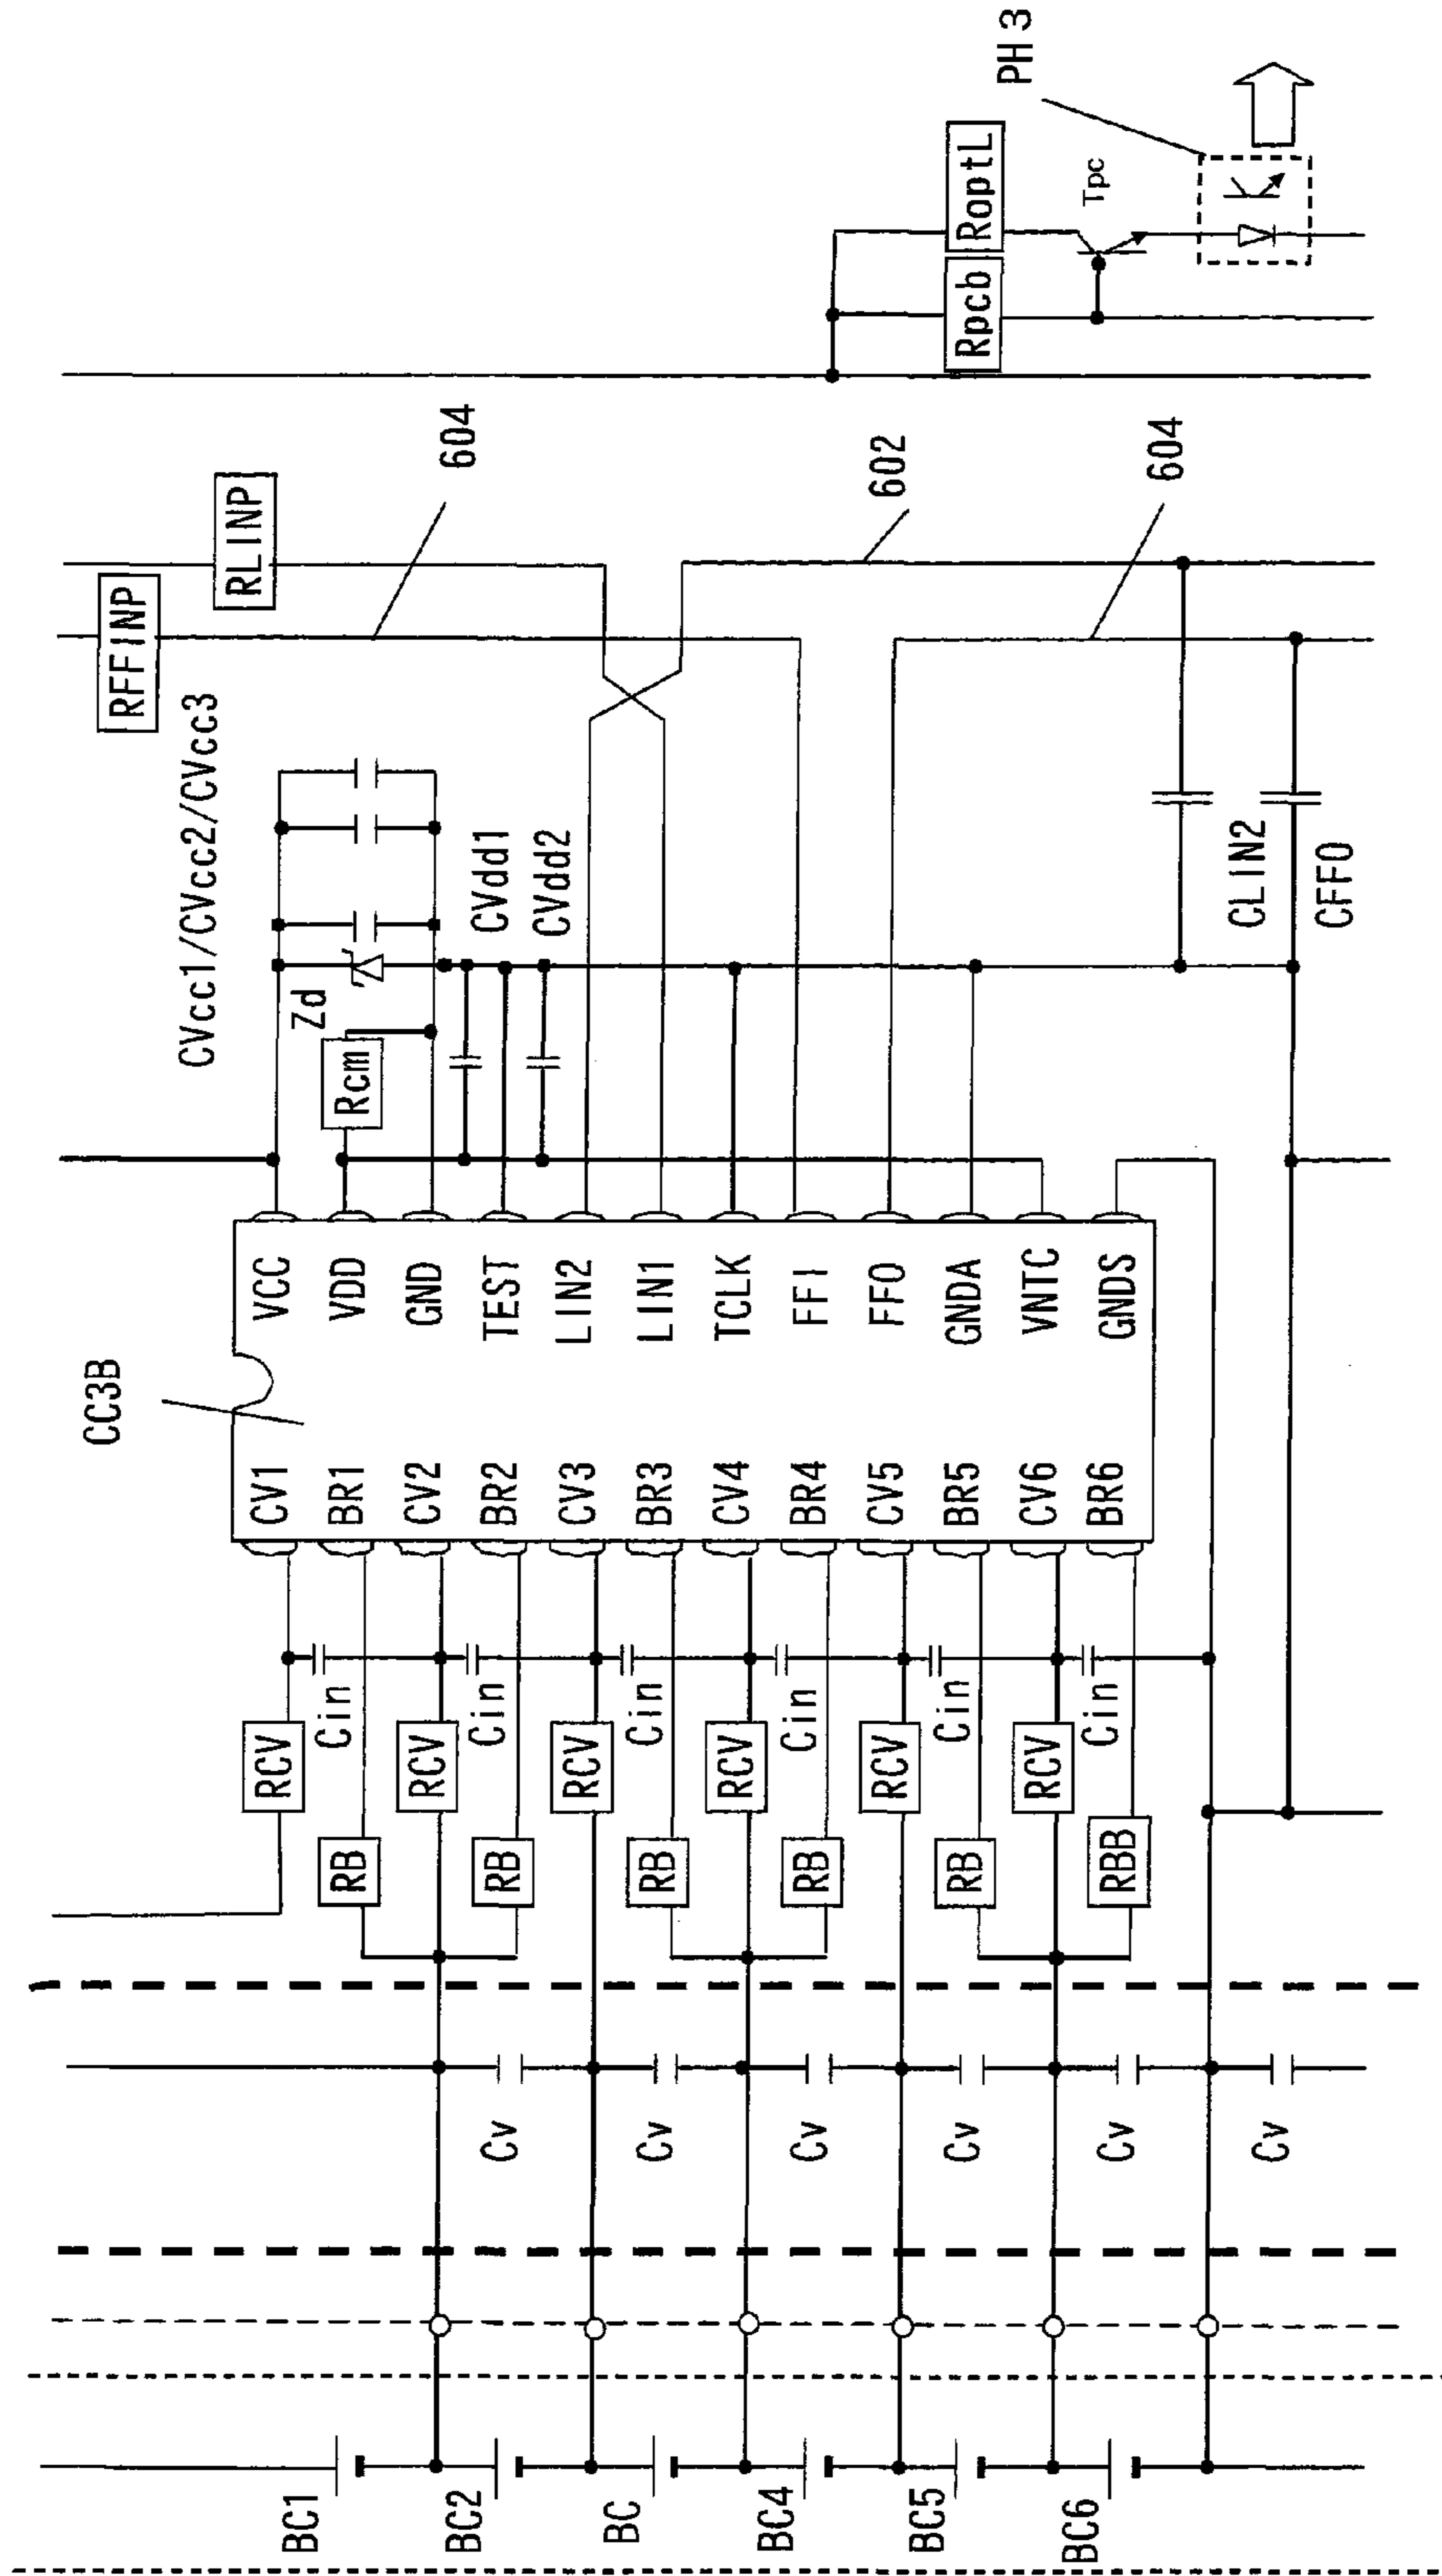 BC1
BC2
BC
BC4
BC5
BC6
Cv
Cv
Cv
Cv
Cv
Cv
RB
RB
RB
RB
RB
RBB
RCV
RCV
RCV
RCV
RCV
RCV
Cin
Cin
Cin
Cin
Cin
Cin
CC3B
CV1
BR1
CV2
BR2
CV3
BR3
CV4
BR4
CV5
BR5
CV6
BR6
VCC
VDD
GND
TEST
LIN2
LIN1
TCLK
FFI
FFO
GNDA
VNTC
GNDS
Rcm
Zd
CVcc1/CVcc2/CVcc3
CVdd1
CVdd2
CLIN2
CFFO
RFFINP
RLINP
604
602
604
Rpcb
RoptL
Tpc
PH3